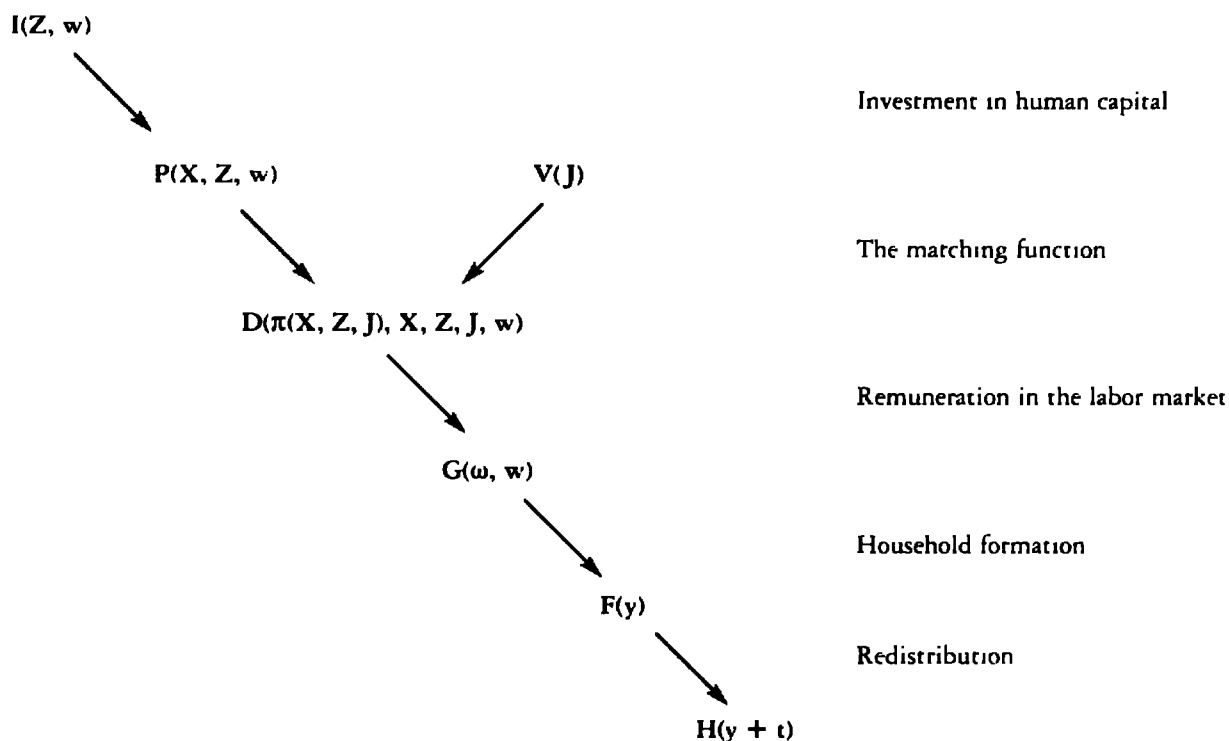 I(Z, w)
Investment in human capital
P(X, Z, w)
V(J)
The matching function
D(π(X, Z, J), X, Z, J, w)
Remuneration in the labor market
G(ω, w)
Household formation
F(y)
Redistribution
H(y + t)